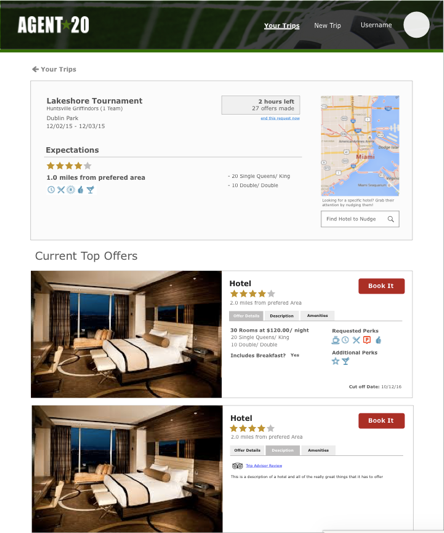 AGENT★20
Your Trips
New Trip
Username
Your Trips
Lakeshore Tournament
Huntsville Griffindors (1 Team)
Dublin Park
12/02/15 - 12/03/15
2 hours left
27 offers made
end this request now
Expectations
1.0 miles from prefered area
- 20 Single Queens/ King
- 10 Double/ Double
Miami
Looking for a specific hotel? Grab their
attention by nudging them!
Find Hotel to Nudge
Current Top Offers
Hotel
Book It
2.0 miles from prefered Area
Offer Details
Description
Amenities
30 Rooms at $120.00/ night
20 Single Queens/ King
10 Double/ Double
Includes Breakfast? Yes
Requested Perks
Additional Perks
Cut off Date: 10/12/16
Hotel
Book It
2.0 miles from prefered Area
Offer Details
Description
Amenities
Trip Advisor Review
This is a description of a hotel and all of the really great things that it has to offer